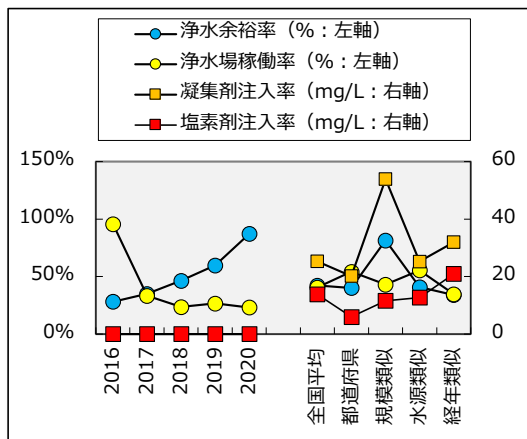 浄水余裕率（%：左軸）
浄水場稼働率（%：左軸）
凝集剤注入率（mg/L：右軸）
塩素剤注入率（mg/L：右軸）
150%
100%
50%
0%
60
40
20
0
2016
2017
2018
2019
2020
全国平均
都道府県
規模類似
水源類似
経年類似